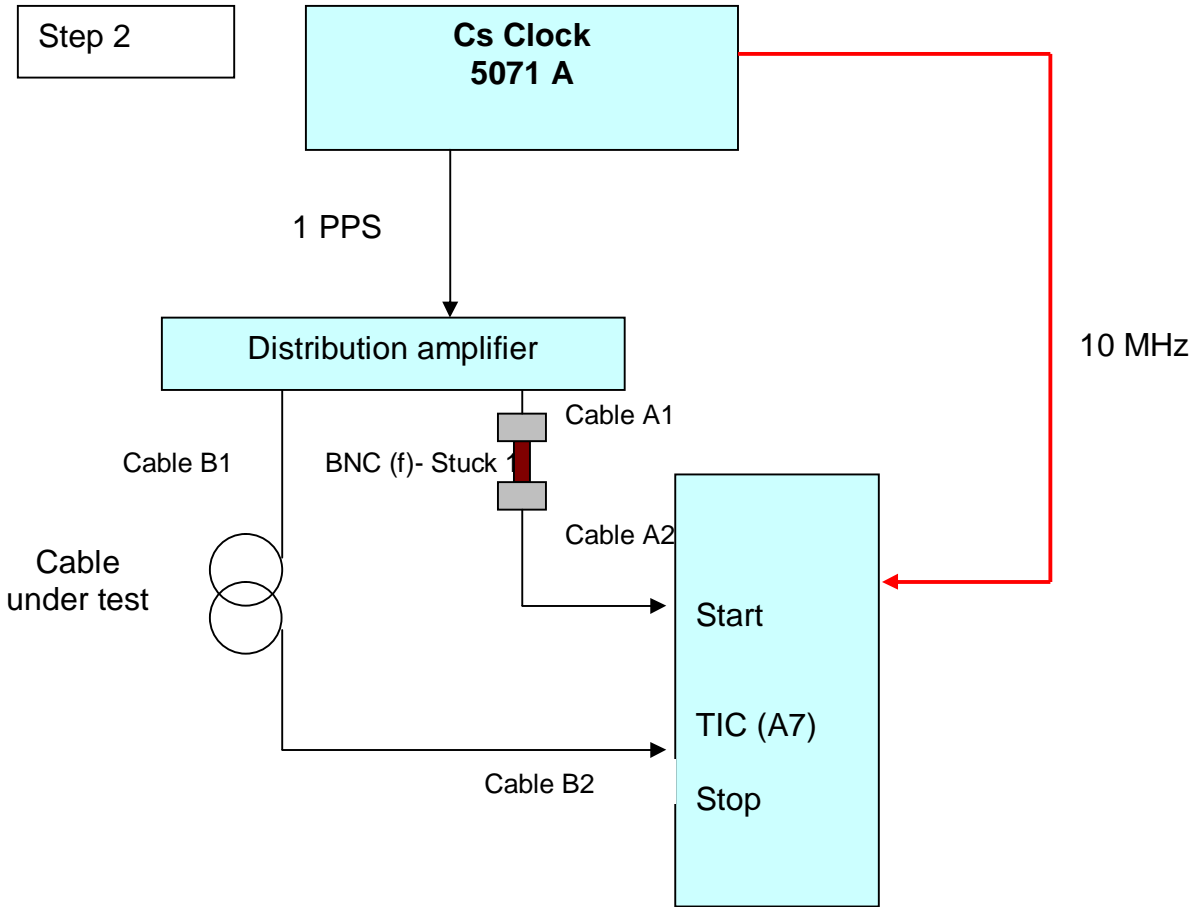 Step 2
Cs Clock
5071 A
1 PPS
Distribution amplifier
10 MHz
Cable A1
Cable B1
BNC (f)- Stuck 1
Cable A2
Cable
under test
Start
TIC (A7)
Cable B2
Stop